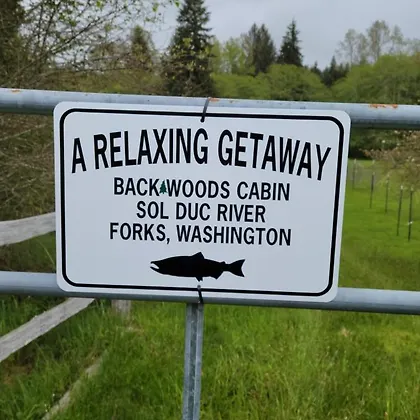 A RELAXING GETAWAY
BACKWOODS CABIN
SOL DUC RIVER
FORKS, WASHINGTON